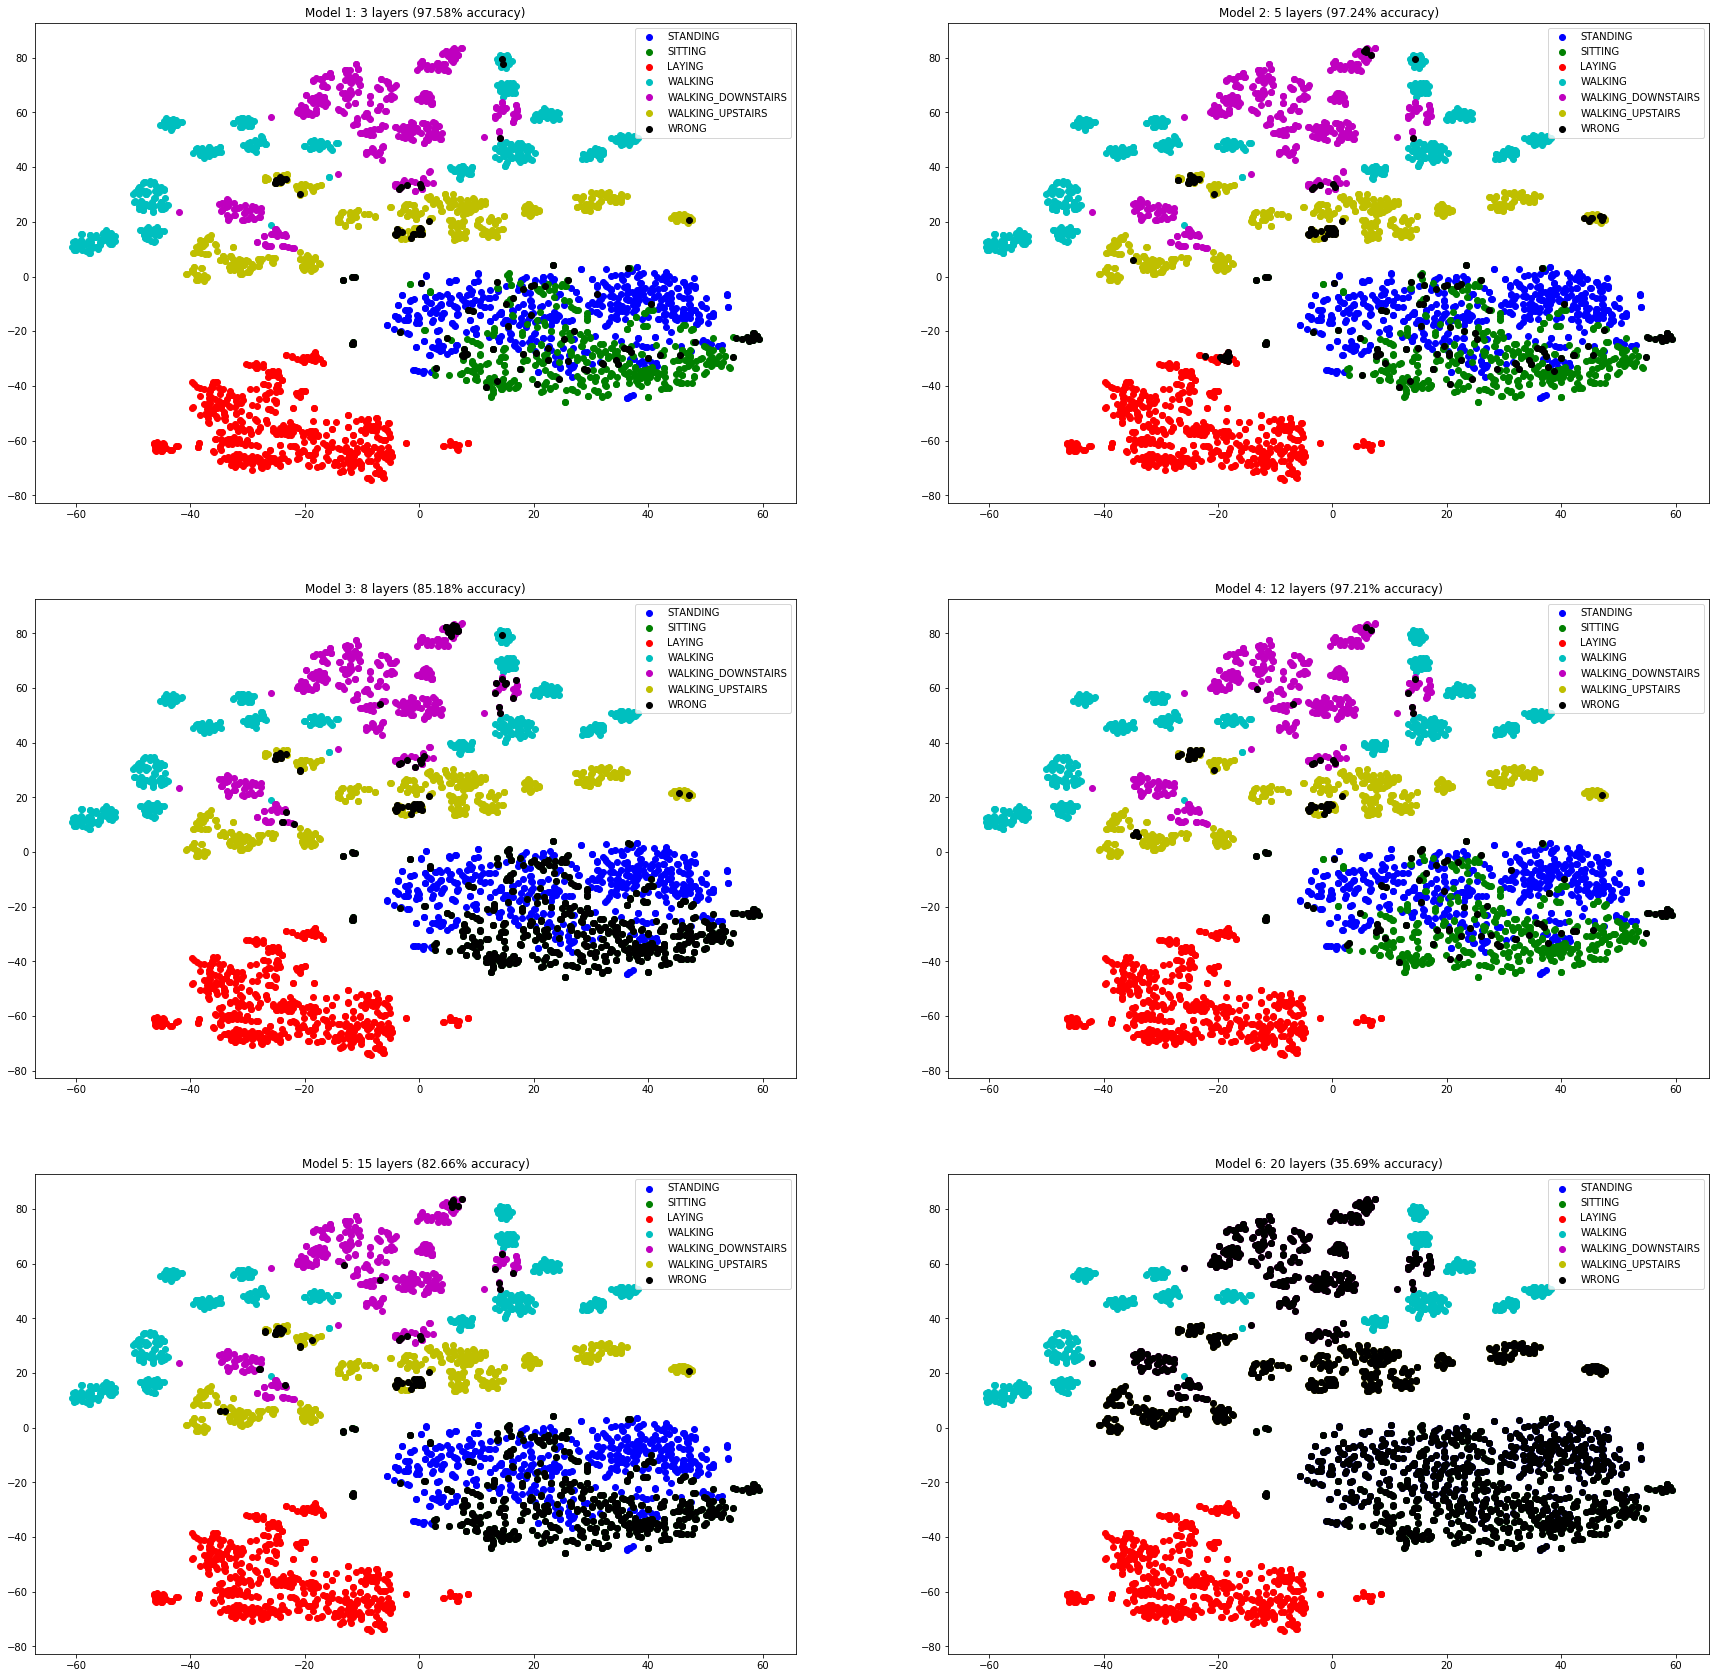 Model 1: 3 layers (97.58% accuracy)
STANDING
SITTING
LAYING
WALKING
WALKING_DOWNSTAIRS
WALKING_UPSTAIRS
WRONG
80
60
40
20
0
−20
−40
−60
−80
−60 −40 −20 0 20 40 60
Model 2: 5 layers (97.24% accuracy)
STANDING
SITTING
LAYING
WALKING
WALKING_DOWNSTAIRS
WALKING_UPSTAIRS
WRONG
80
60
40
20
0
−20
−40
−60
−80
−60 −40 −20 0 20 40 60
Model 3: 8 layers (85.18% accuracy)
STANDING
SITTING
LAYING
WALKING
WALKING_DOWNSTAIRS
WALKING_UPSTAIRS
WRONG
80
60
40
20
0
−20
−40
−60
−80
−60 −40 −20 0 20 40 60
Model 4: 12 layers (97.21% accuracy)
STANDING
SITTING
LAYING
WALKING
WALKING_DOWNSTAIRS
WALKING_UPSTAIRS
WRONG
80
60
40
20
0
−20
−40
−60
−80
−60 −40 −20 0 20 40 60
Model 5: 15 layers (82.66% accuracy)
STANDING
SITTING
LAYING
WALKING
WALKING_DOWNSTAIRS
WALKING_UPSTAIRS
WRONG
80
60
40
20
0
−20
−40
−60
−80
−60 −40 −20 0 20 40 60
Model 6: 20 layers (35.69% accuracy)
STANDING
SITTING
LAYING
WALKING
WALKING_DOWNSTAIRS
WALKING_UPSTAIRS
WRONG
80
60
40
20
0
−20
−40
−60
−80
−60 −40 −20 0 20 40 60